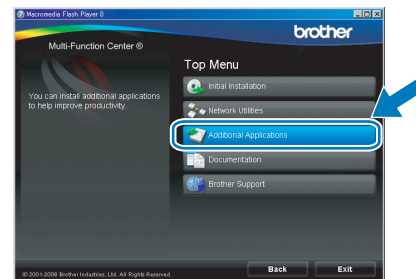 Macromedia Flash Player 8
brother
Multi-Function Center ®
Top Menu
You can install additional applications
to help improve productivity.
Initial Installation
Network Utilities
Additional Applications
Documentation
Brother Support
© 2001-2008 Brother Industries, Ltd. All Rights Reserved.
Back
Exit